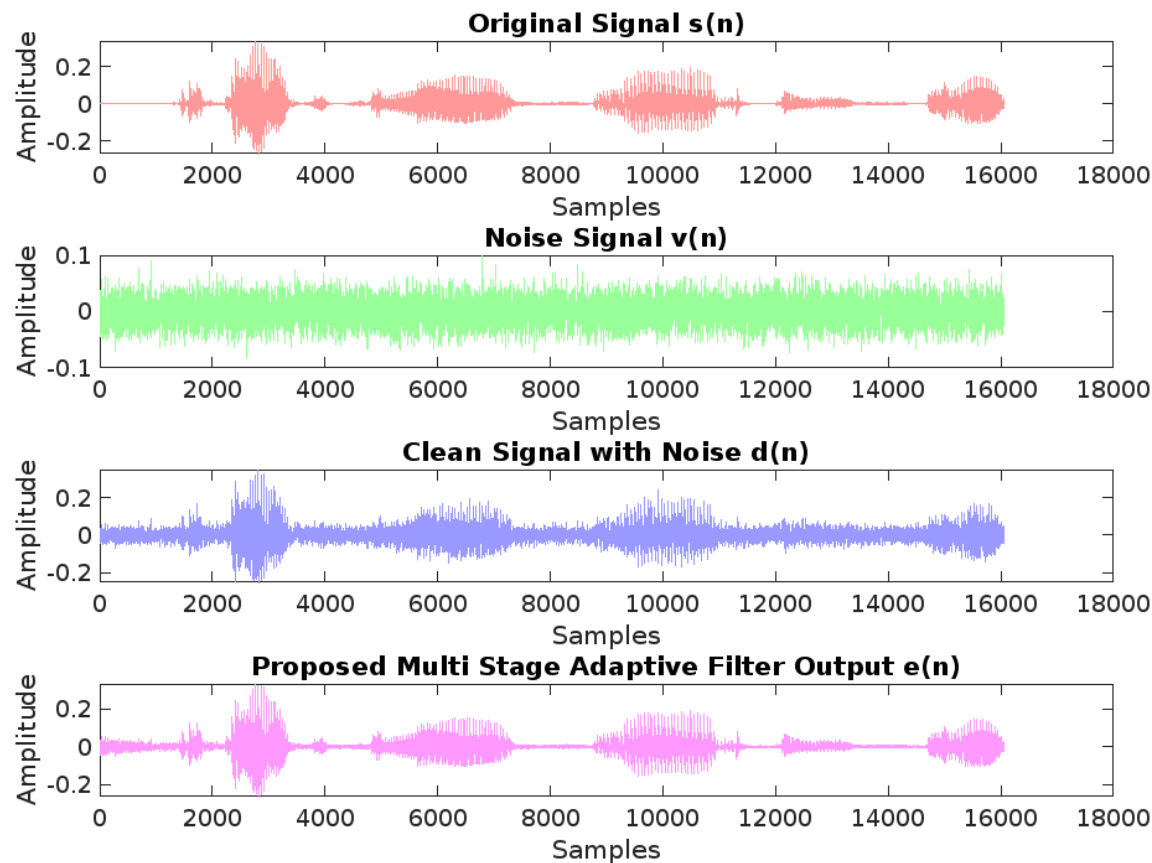 Original Signal s(n)
Amplitude
0.2
0
-0.2
0 2000 4000 6000 8000 10000 12000 14000 16000 18000
Samples
Noise Signal v(n)
Amplitude
0.1
0
-0.1
0 2000 4000 6000 8000 10000 12000 14000 16000 18000
Samples
Clean Signal with Noise d(n)
Amplitude
0.2
0
-0.2
0 2000 4000 6000 8000 10000 12000 14000 16000 18000
Samples
Proposed Multi Stage Adaptive Filter Output e(n)
Amplitude
0.2
0
-0.2
0 2000 4000 6000 8000 10000 12000 14000 16000 18000
Samples